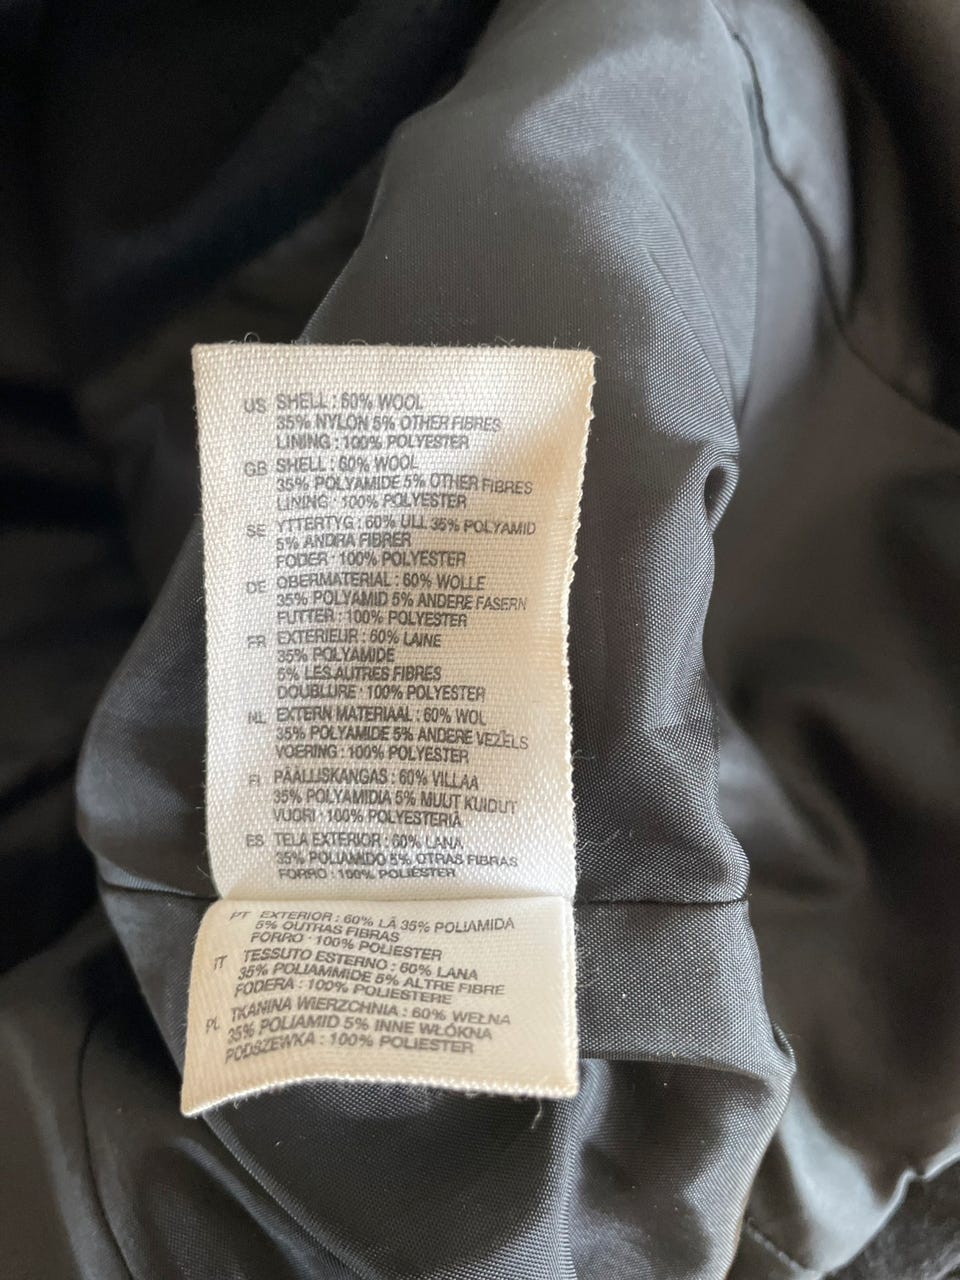 US SHELL : 60% WOOL
35% NYLON 5% OTHER FIBRES
LINING : 100% POLYESTER
GB SHELL : 60% WOOL
35% POLYAMIDE 5% OTHER FIBRES
LINING : 100% POLYESTER
SE YTTERTYG : 60% ULL 35% POLYAMID
5% ANDRA FIBRER
FODER : 100% POLYESTER
DE OBERMATERIAL : 60% WOLLE
35% POLYAMID 5% ANDERE FASERN
FUTTER : 100% POLYESTER
FR EXTERIEUR : 60% LAINE
35% POLYAMIDE
5% LES AUTRES FIBRES
DOUBLURE : 100% POLYESTER
NL EXTERN MATERIAAL : 60% WOL
35% POLYAMIDE 5% ANDERE VEZELS
VOERING : 100% POLYESTER
FI PÄÄLLISKANGAS : 60% VILLAA
35% POLYAMIDIA 5% MUUT KUIDUT
VUORI : 100% POLYESTERIÄ
ES TELA EXTERIOR : 60% LANA
35% POLIAMIDO 5% OTRAS FIBRAS
FORRO : 100% POLIÉSTER
PT EXTERIOR : 60% LÃ 35% POLIAMIDA
5% OUTRAS FIBRAS
FORRO : 100% POLIESTER
IT TESSUTO ESTERNO : 60% LANA
35% POLIAMMIDE 5% ALTRE FIBRE
FODERA : 100% POLIESTERE
PL TKANINA WIERZCHNIA : 60% WEŁNA
35% POLIAMID 5% INNE WŁÓKNA
PODSZEWKA : 100% POLIESTER